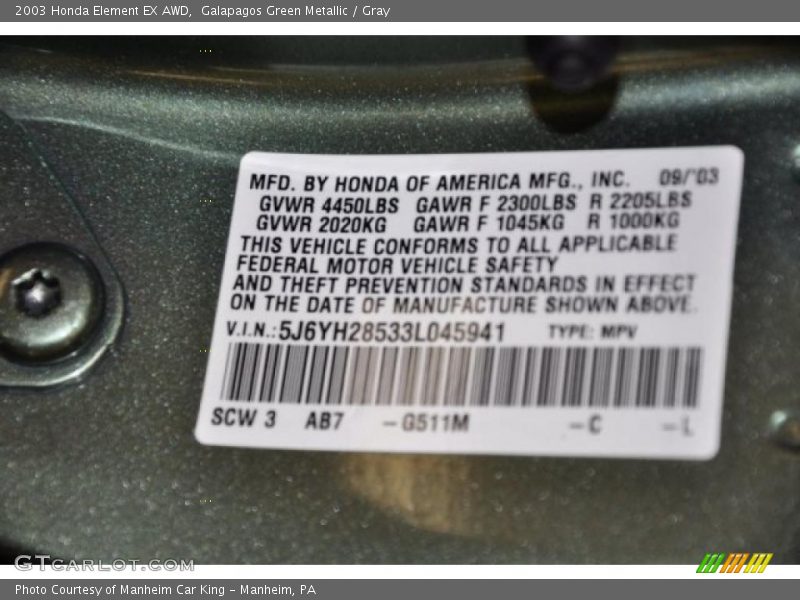 2003 Honda Element EX AWD,  Galapagos Green Metallic / Gray
MFD. BY HONDA OF AMERICA MFG., INC. 09/'03
GVWR 4450LBS GAWR F 2300LBS R 2205LBS
GVWR 2020KG GAWR F 1045KG R 1000KG
THIS VEHICLE CONFORMS TO ALL APPLICABLE
FEDERAL MOTOR VEHICLE SAFETY
AND THEFT PREVENTION STANDARDS IN EFFECT
ON THE DATE OF MANUFACTURE SHOWN ABOVE.
V.I.N.: 5J6YH28533L045941 TYPE: MPV
SCW 3 AB7 – G511M – C – L
GTCARLOT.COM
Photo Courtesy of Manheim Car King – Manheim, PA